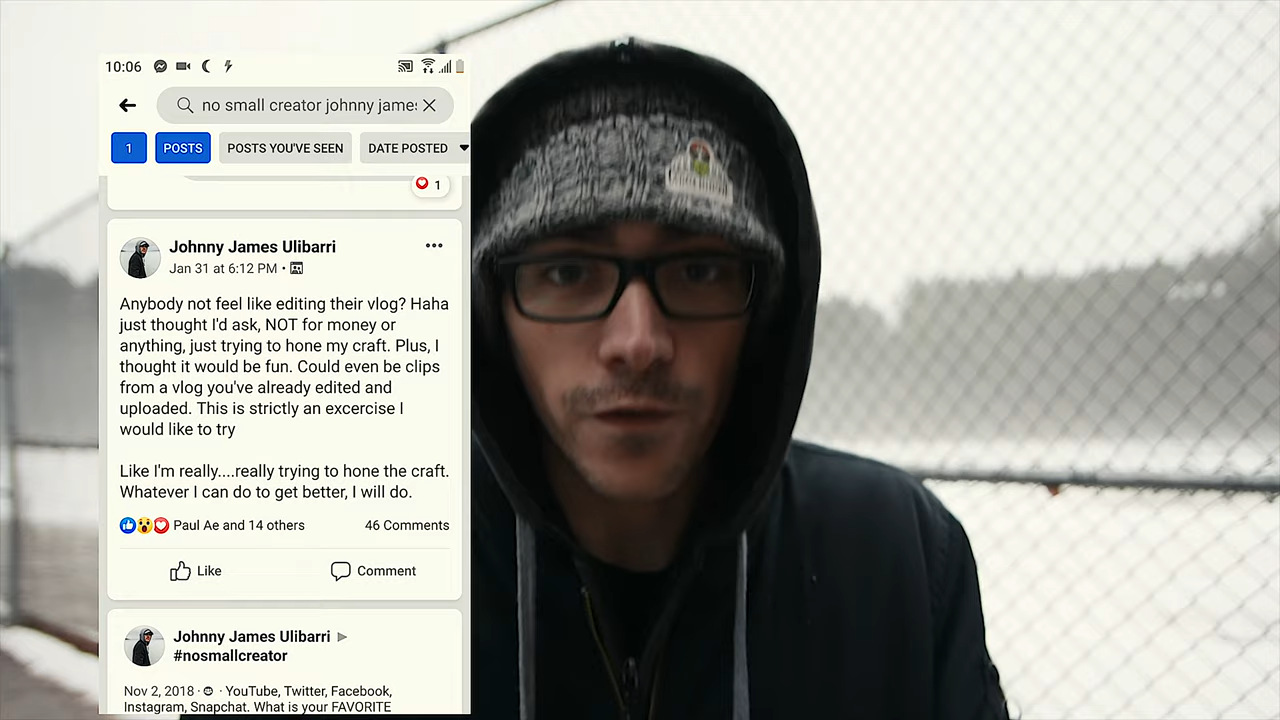 10:06
no small creator johnny james
1
POSTS
POSTS YOU'VE SEEN
DATE POSTED
1
Johnny James Ulibarri
Jan 31 at 6:12 PM •
Anybody not feel like editing their vlog? Haha
just thought I'd ask, NOT for money or
anything, just trying to hone my craft. Plus, I
thought it would be fun. Could even be clips
from a vlog you've already edited and
uploaded. This is strictly an excercise I
would like to try
Like I'm really....really trying to hone the craft.
Whatever I can do to get better, I will do.
Paul Ae and 14 others
46 Comments
Like
Comment
Johnny James Ulibarri
#nosmallcreator
Nov 2, 2018 · · YouTube, Twitter, Facebook,
Instagram, Snapchat. What is your FAVORITE